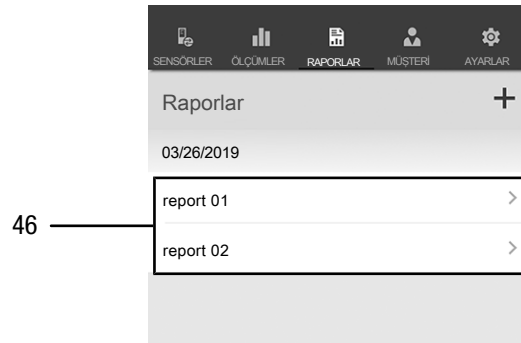 SENSÖRLER ÖLÇÜMLER RAPORLAR MÜŞTERİ AYARLAR
Raporlar +
03/26/2019
report 01 >
46
report 02 >